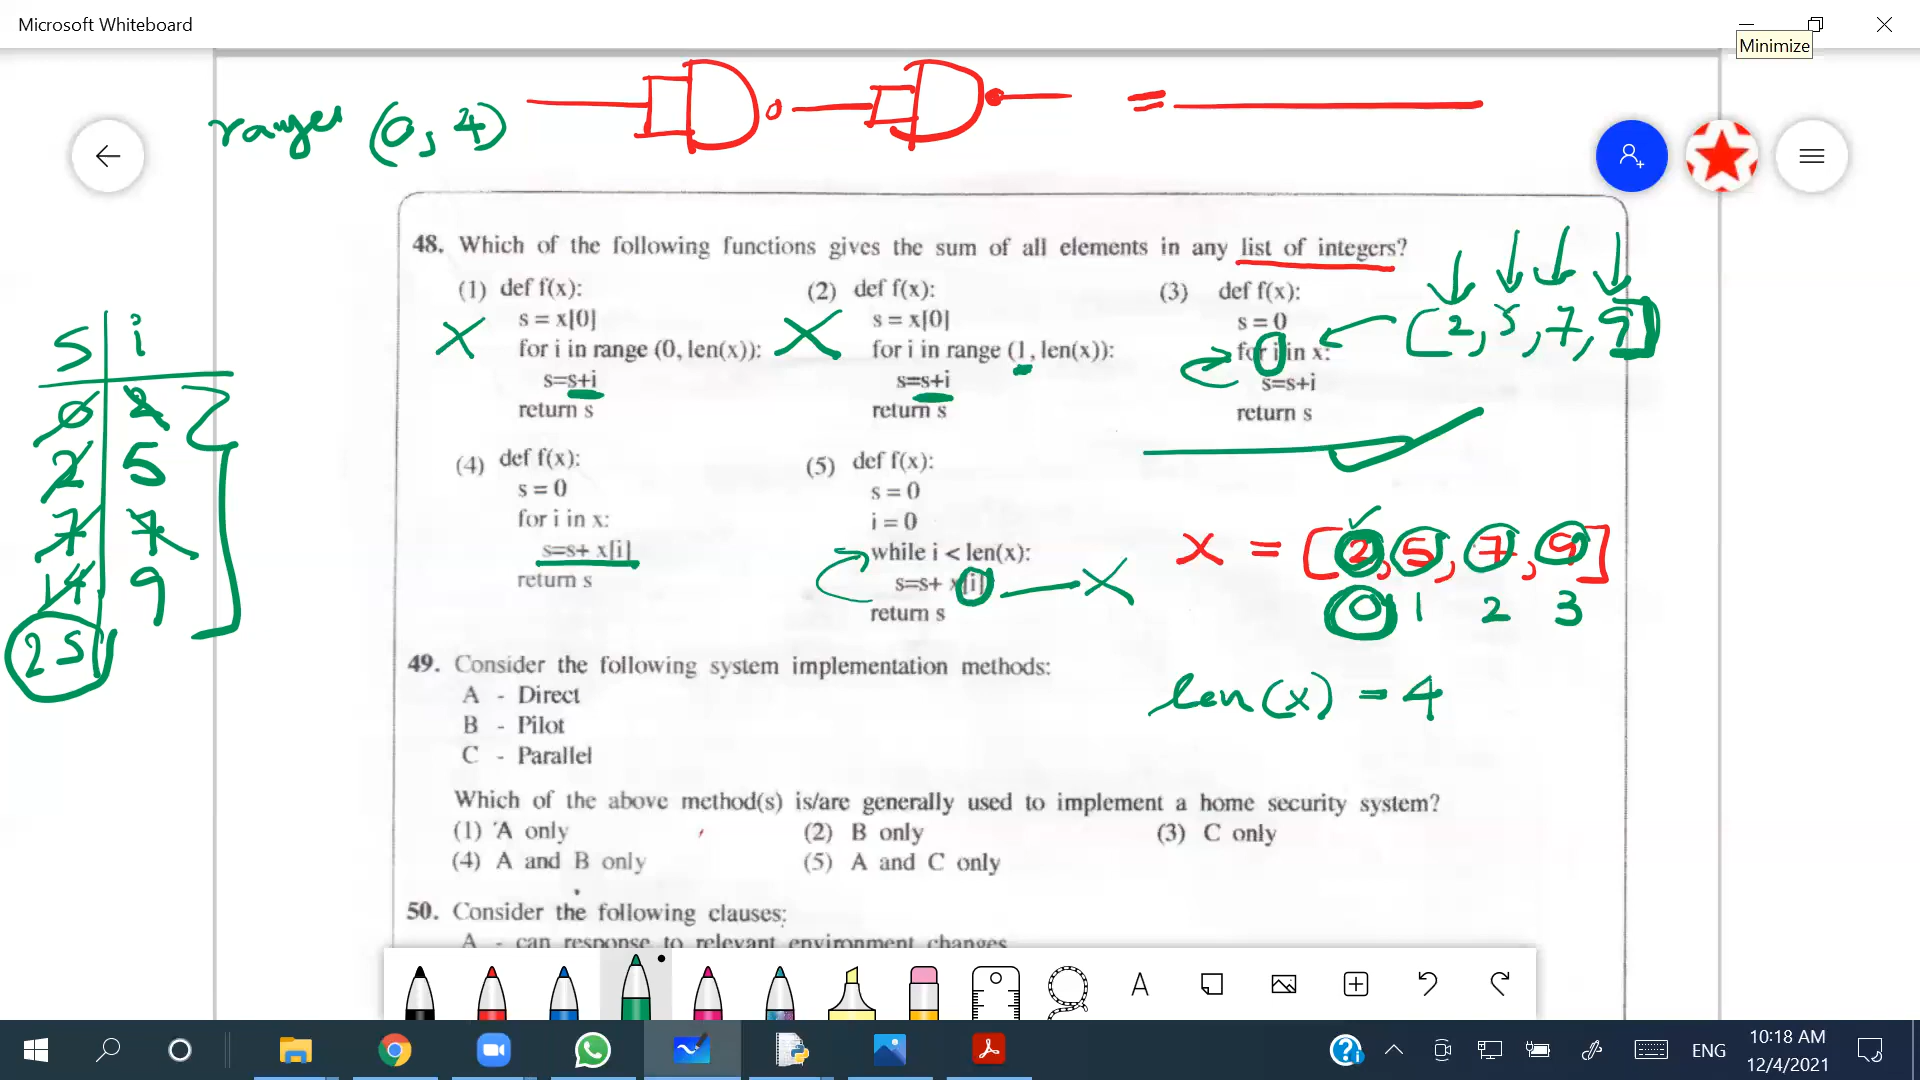 Microsoft Whiteboard
Minimize
ranges (0, 4)
=
48. Which of the following functions gives the sum of all elements in any list of integers?
(1) def f(x):
s = x[0]
for i in range (0, len(x)):
s=s+i
return s
(2) def f(x):
s = x[0]
for i in range (1, len(x)):
s=s+i
return s
(3) def f(x):
s = 0
for i in x:
s=s+i
return s
[2, 5, 7, 9]
(4) def f(x):
s = 0
for i in x:
s=s+ x[i]
return s
(5) def f(x):
s = 0
i = 0
while i < len(x):
s=s+ x[i]
return s
S i
0 2
2 5
7 7
14 9
25
x = [2, 5, 7, 9]
0 1 2 3
len(x) = 4
49. Consider the following system implementation methods:
A - Direct
B - Pilot
C - Parallel
Which of the above method(s) is/are generally used to implement a home security system?
(1) A only (2) B only (3) C only
(4) A and B only (5) A and C only
50. Consider the following clauses:
A - can response to relevant environment changes
A
ENG
10:18 AM
12/4/2021